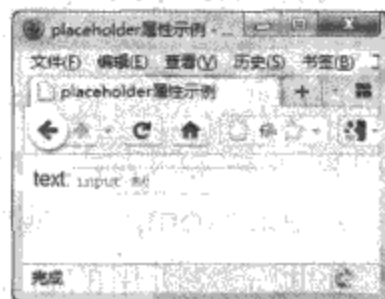 placeholder属性示例 - ...
文件(F) 编辑(E) 查看(V) 历史(S) 书签(B)
placeholder属性示例 +
text: input
完成